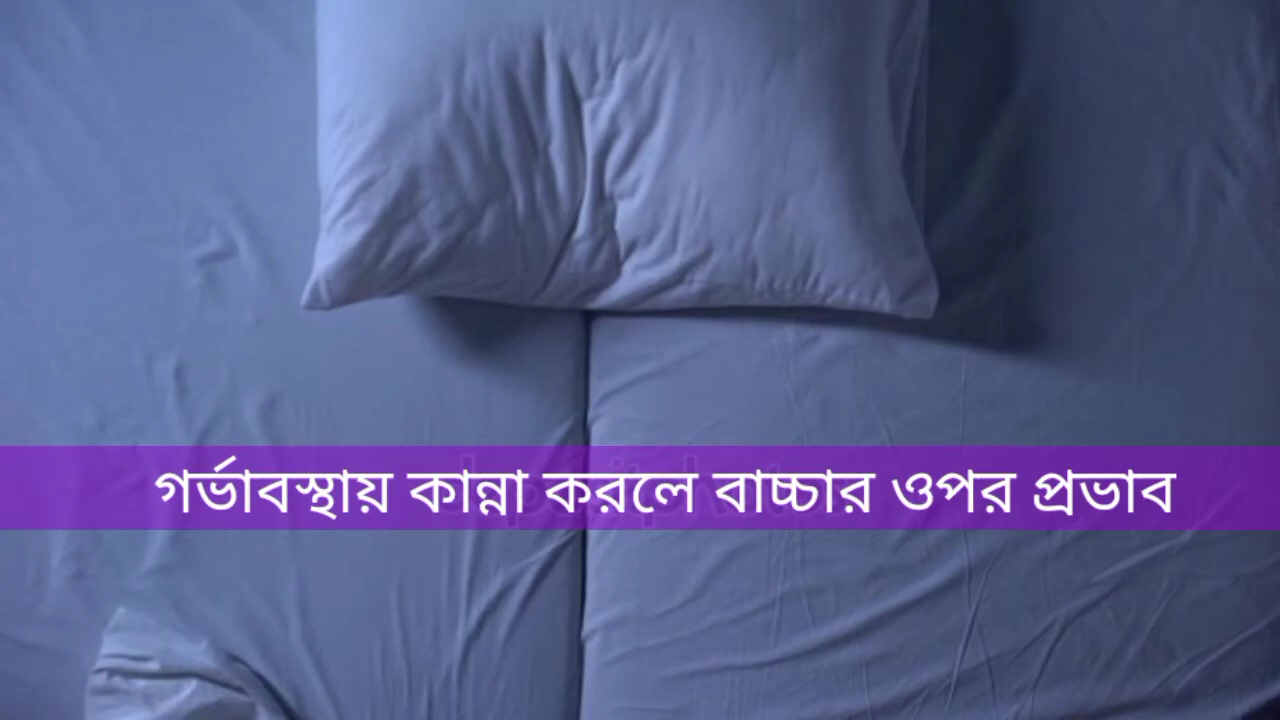 গর্ভাবস্থায় কান্না করলে বাচ্চার ওপর প্রভাব